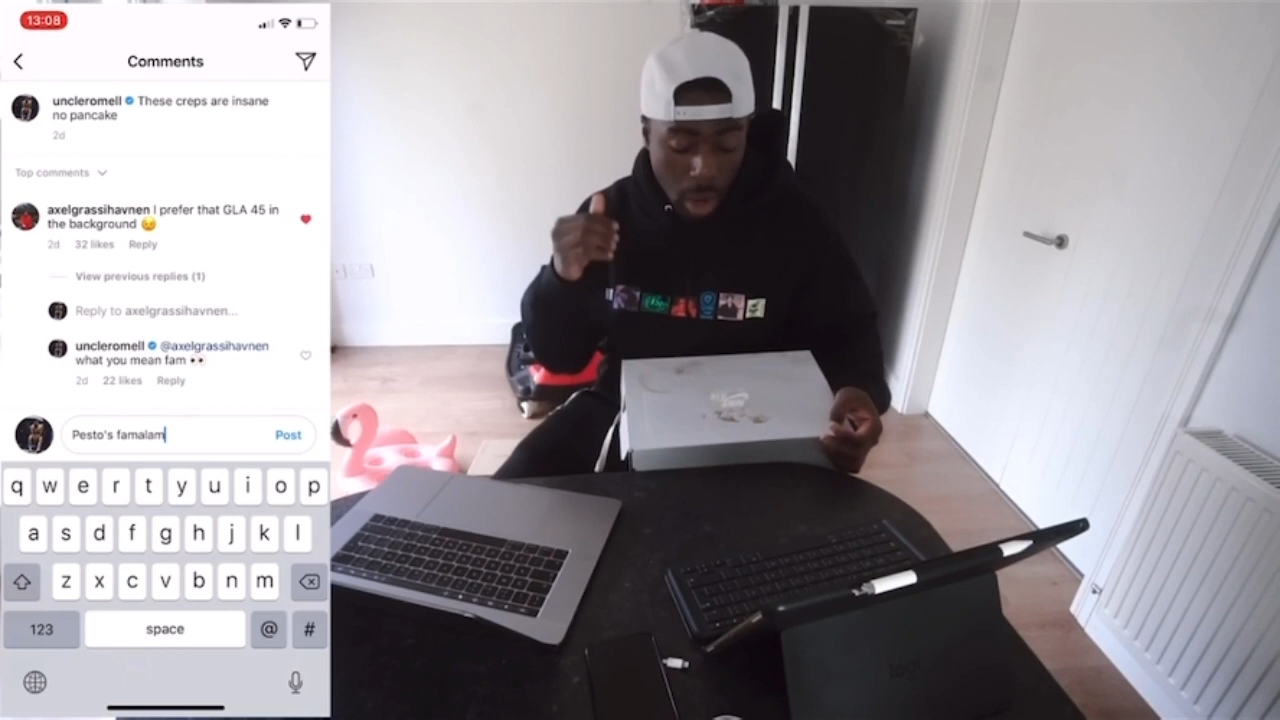 13:08
Comments
uncleromell These creps are insane
no pancake
2d
Top comments
axelgrassihavnen I prefer that GLA 45 in
the background 😖
2d 32 likes Reply
View previous replies (1)
Reply to axelgrassihavnen...
uncleromell @axelgrassihavnen
what you mean fam 👀
2d 22 likes Reply
Pesto's famalam Post
q w e r t y u i o p
a s d f g h j k l
z x c v b n m
123 space @ #
logi